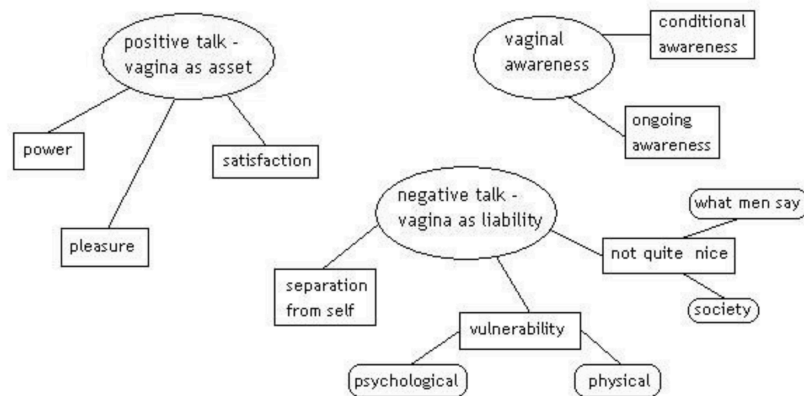 positive talk -
vagina as asset
power
pleasure
satisfaction
vaginal
awareness
conditional
awareness
ongoing
awareness
negative talk -
vagina as liability
separation
from self
vulnerability
psychological
physical
not quite nice
what men say
society